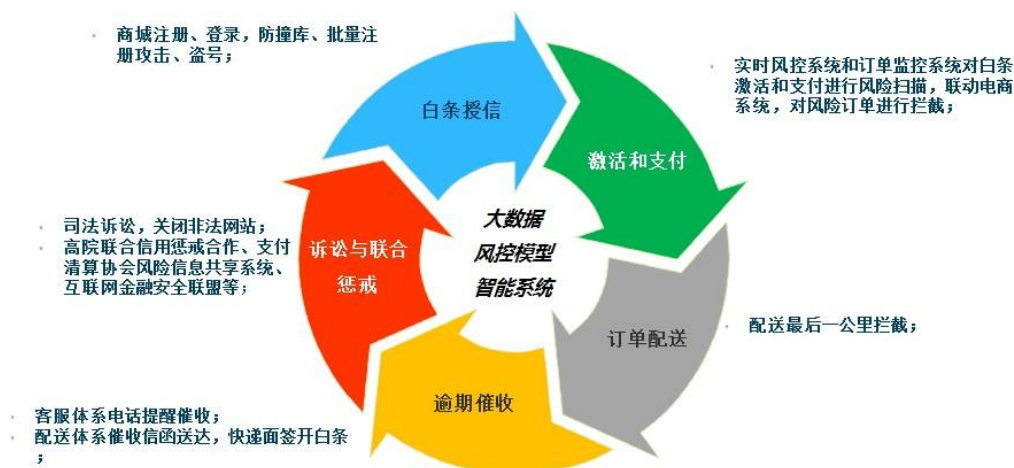 商城注册、登录，防撞库、批量注
册攻击、盗号；
实时风控系统和订单监控系统对白条
激活和支付进行风险扫描，联动电商
系统，对风险订单进行拦截；
白条授信
激活和支付
大数据
风控模型
智能系统
司法诉讼，关闭非法网站；
高院联合信用惩戒合作、支付
清算协会风险信息共享系统、
互联网金融安全联盟等；
诉讼与联合
惩戒
订单配送
配送最后一公里拦截；
逾期催收
客服体系电话提醒催收；
配送体系催收信函送达，快递面签开白条
；